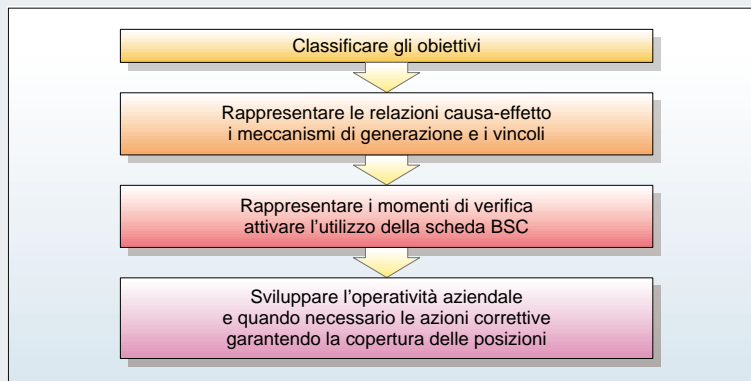 Classificare gli obiettivi
Rappresentare le relazioni causa-effetto
i meccanismi di generazione e i vincoli
Rappresentare i momenti di verifica
attivare l’utilizzo della scheda BSC
Sviluppare l’operatività aziendale
e quando necessario le azioni correttive
garantendo la copertura delle posizioni